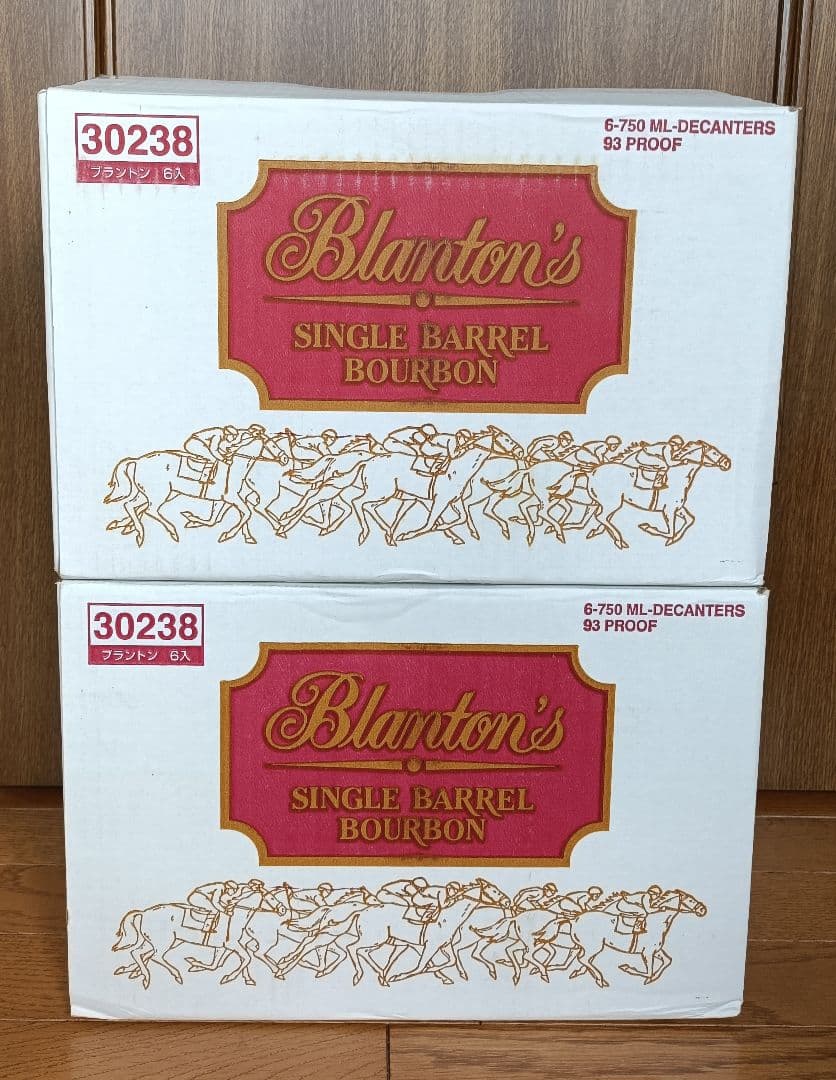 30238
ブラントン 6入
6-750 ML-DECANTERS
93 PROOF
Blanton's
SINGLE BARREL
BOURBON
30238
ブラントン 6入
6-750 ML-DECANTERS
93 PROOF
Blanton's
SINGLE BARREL
BOURBON